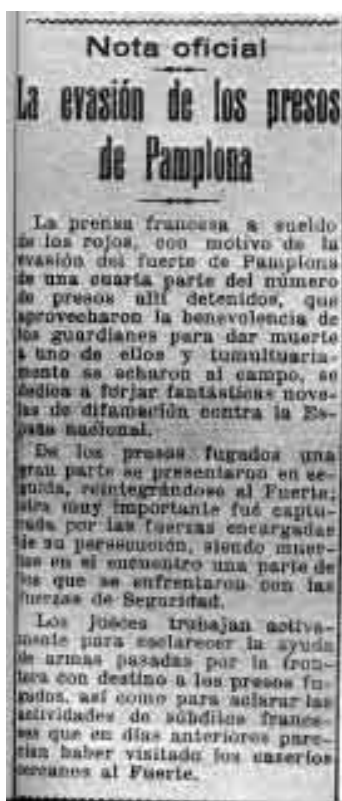 Nota oficial
La evasión de los presos
de Pamplona
La prensa francesa a sueldo
de los rojos, con motivo de la
evasión del fuerte de Pamplona
de una cuarta parte del número
de presos allí detenidos, que
aprovecharon la benevolencia de
los guardianes para dar muerte
a uno de ellos y tumultuaria-
mente se echaron al campo, se
dedica a forjar fantásticas nove-
las de difamación contra la Es-
paña nacional.
De los presos fugados una
gran parte se presentaron en se-
guida, reintegrándose al Fuerte;
otra muy importante fué captu-
rada por las fuerzas encargadas
de su persecución, siendo muer-
tos en el encuentro una parte de
los que se enfrentaron con las
fuerzas de Seguridad.
Los jueces trabajan activa-
mente para esclarecer la ayuda
de armas pasadas por la fron-
tera con destino a los presos fu-
gados, así como para aclarar las
actividades de súbditos france-
ses que en días anteriores pare-
cían haber visitado los caseríos
cercanos al Fuerte.